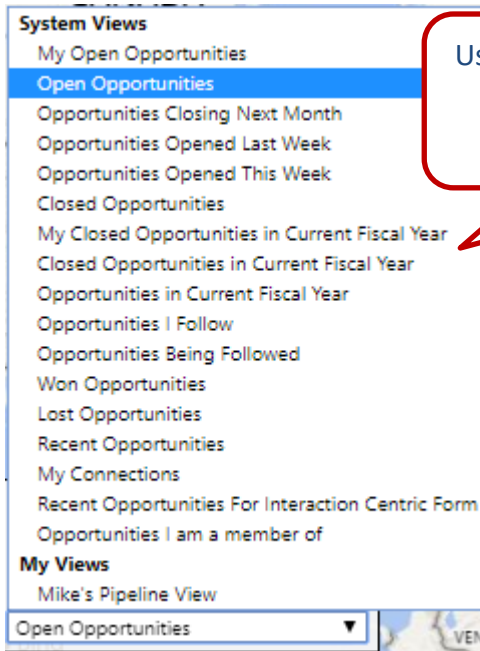 System Views
My Open Opportunities
Us
Open Opportunities
Opportunities Closing Next Month
Opportunities Opened Last Week
Opportunities Opened This Week
Closed Opportunities
My Closed Opportunities in Current Fiscal Year
Closed Opportunities in Current Fiscal Year
Opportunities in Current Fiscal Year
Opportunities I Follow
Opportunities Being Followed
Won Opportunities
Lost Opportunities
Recent Opportunities
My Connections
Recent Opportunities For Interaction Centric Form
Opportunities I am a member of
My Views
Mike's Pipeline View
Open Opportunities
VEN